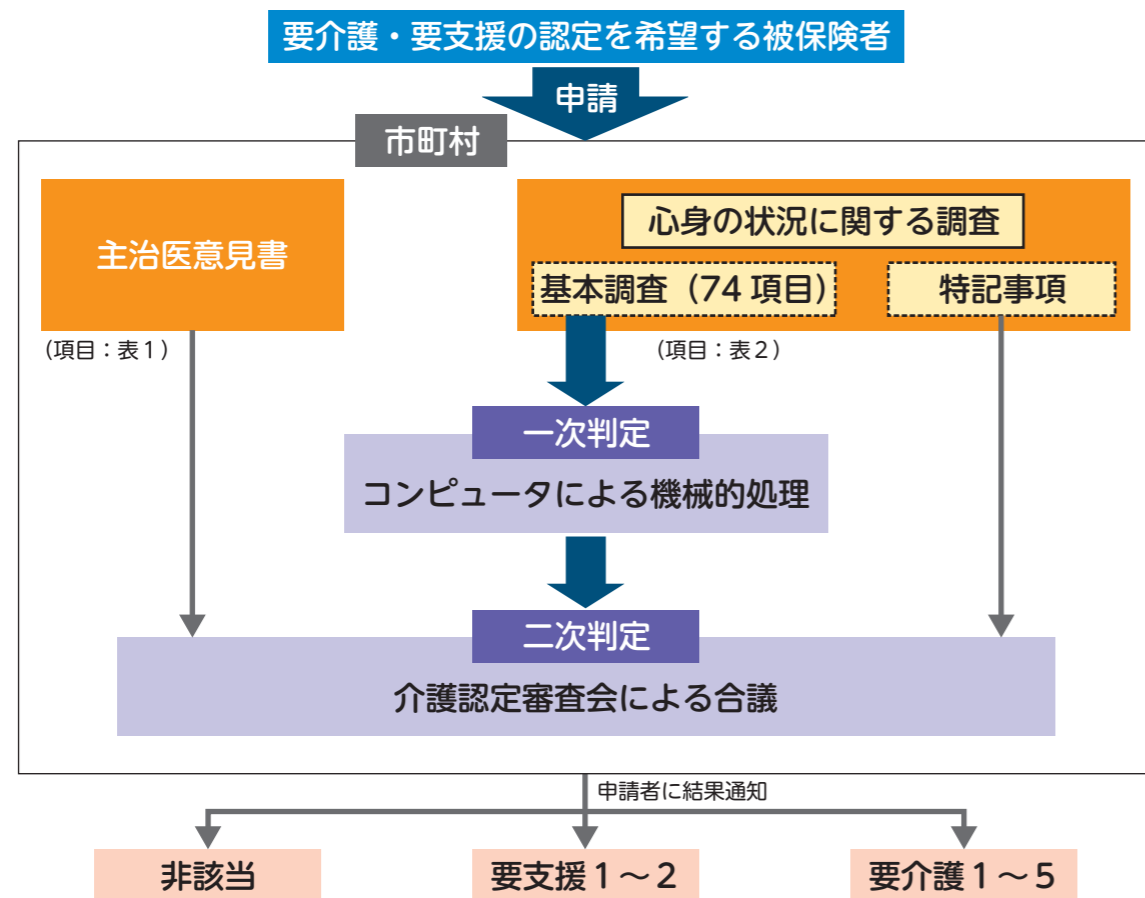 要介護・要支援の認定を希望する被保険者
申請
市町村
主治医意見書
(項目：表１)
心身の状況に関する調査
基本調査（74 項目）
特記事項
(項目：表２)
一次判定
コンピュータによる機械的処理
二次判定
介護認定審査会による合議
申請者に結果通知
非該当
要支援１～２
要介護１～５